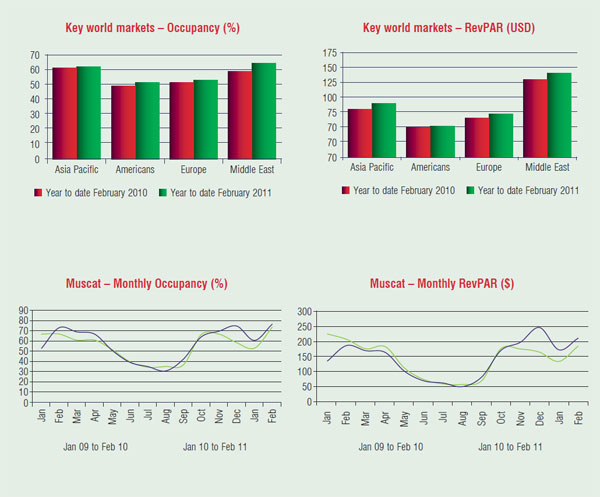 Key world markets – Occupancy (%)
70
60
50
40
30
20
10
0
Asia Pacific Americans Europe Middle East
Year to date February 2010 Year to date February 2011
Key world markets – RevPAR (USD)
175
150
125
100
75
70
70
70
Asia Pacific Americans Europe Middle East
Year to date February 2010 Year to date February 2011
Muscat – Monthly Occupancy (%)
90
80
70
60
50
40
30
20
10
0
Jan Feb Mar Apr May Jun Jul Aug Sep Oct Nov Dec Jan Feb
Jan 09 to Feb 10 Jan 10 to Feb 11
Muscat – Monthly RevPAR ($)
300
250
200
150
100
50
0
Jan Feb Mar Apr May Jun Jul Aug Sep Oct Nov Dec Jan Feb
Jan 09 to Feb 10 Jan 10 to Feb 11